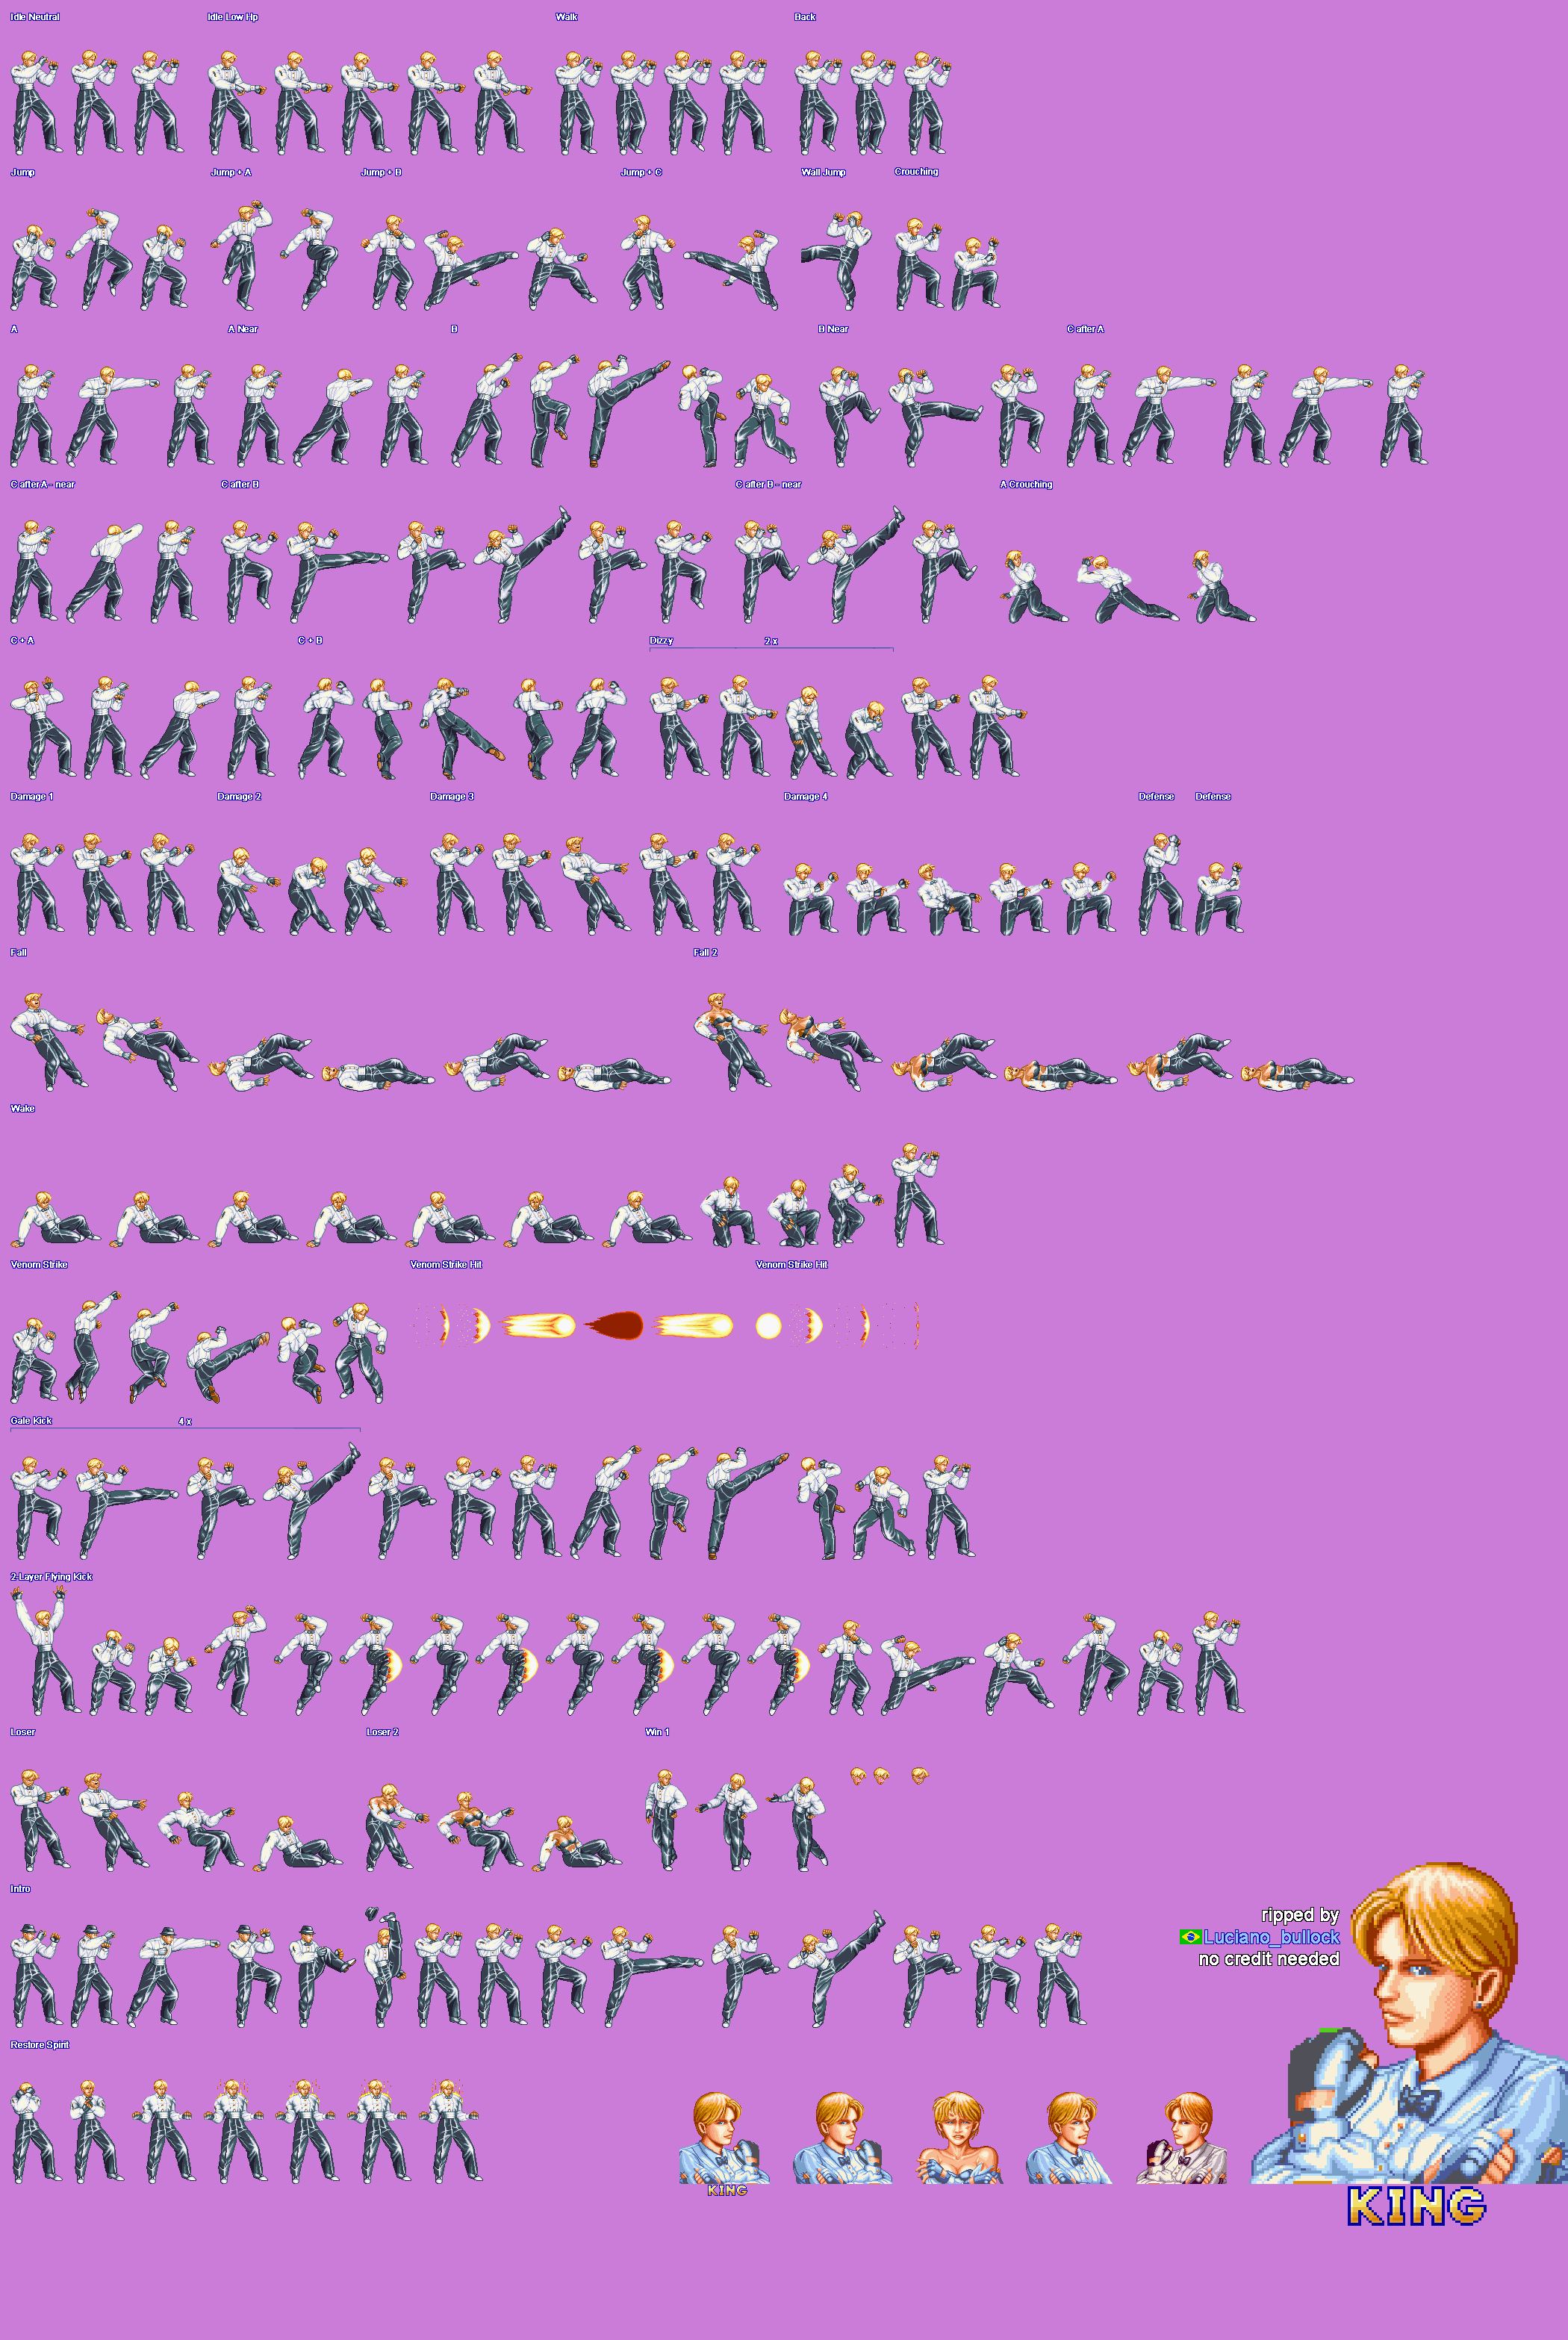 Idle Neutral
Idle Low Hp
Walk
Back
Jump
Jump + A
Jump + B
Jump + C
Wall Jump
Crouching
A
A Near
B
B Near
C after A
C after A - near
C after B
C after B - near
A Crouching
C + A
C + B
Dizzy
2 x
Damage 1
Damage 2
Damage 3
Damage 4
Defense
Defense
Fall
Fall 2
Wake
Venom Strike
Venom Strike Hit
Venom Strike Hit
Gale Kick
4 x
2-Layer Flying Kick
Loser
Loser 2
Win 1
Intro
ripped by
Luciano_bullock
no credit needed
Restore Spirit
KING
KING